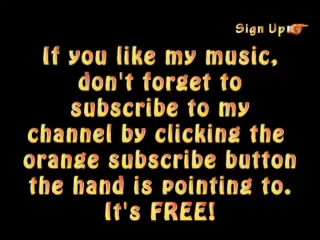 Sign Up
If you like my music,
don't forget to
subscribe to my
channel by clicking the
orange subscribe button
the hand is pointing to.
It's FREE!